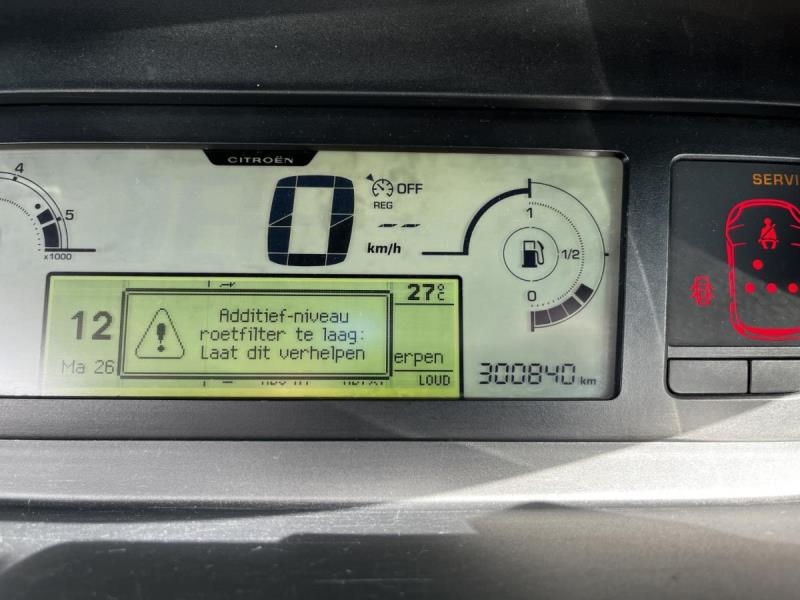 CITROËN
4
5
x1000
0
OFF
REG
-- 
km/h
1
1/2
0
SERVI
12
Ma 26
Additief-niveau
roetfilter te laag:
Laat dit verhelpen
27°C
erpen
LOUD
300840 km